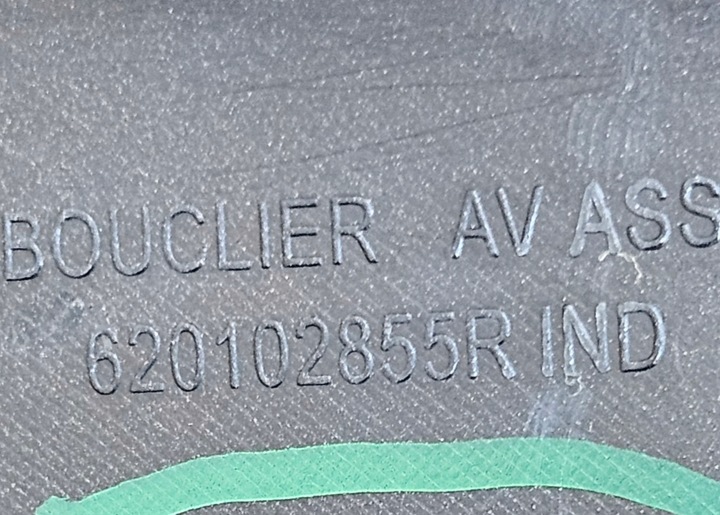 BOUCLIER AV ASS
620102855R IND